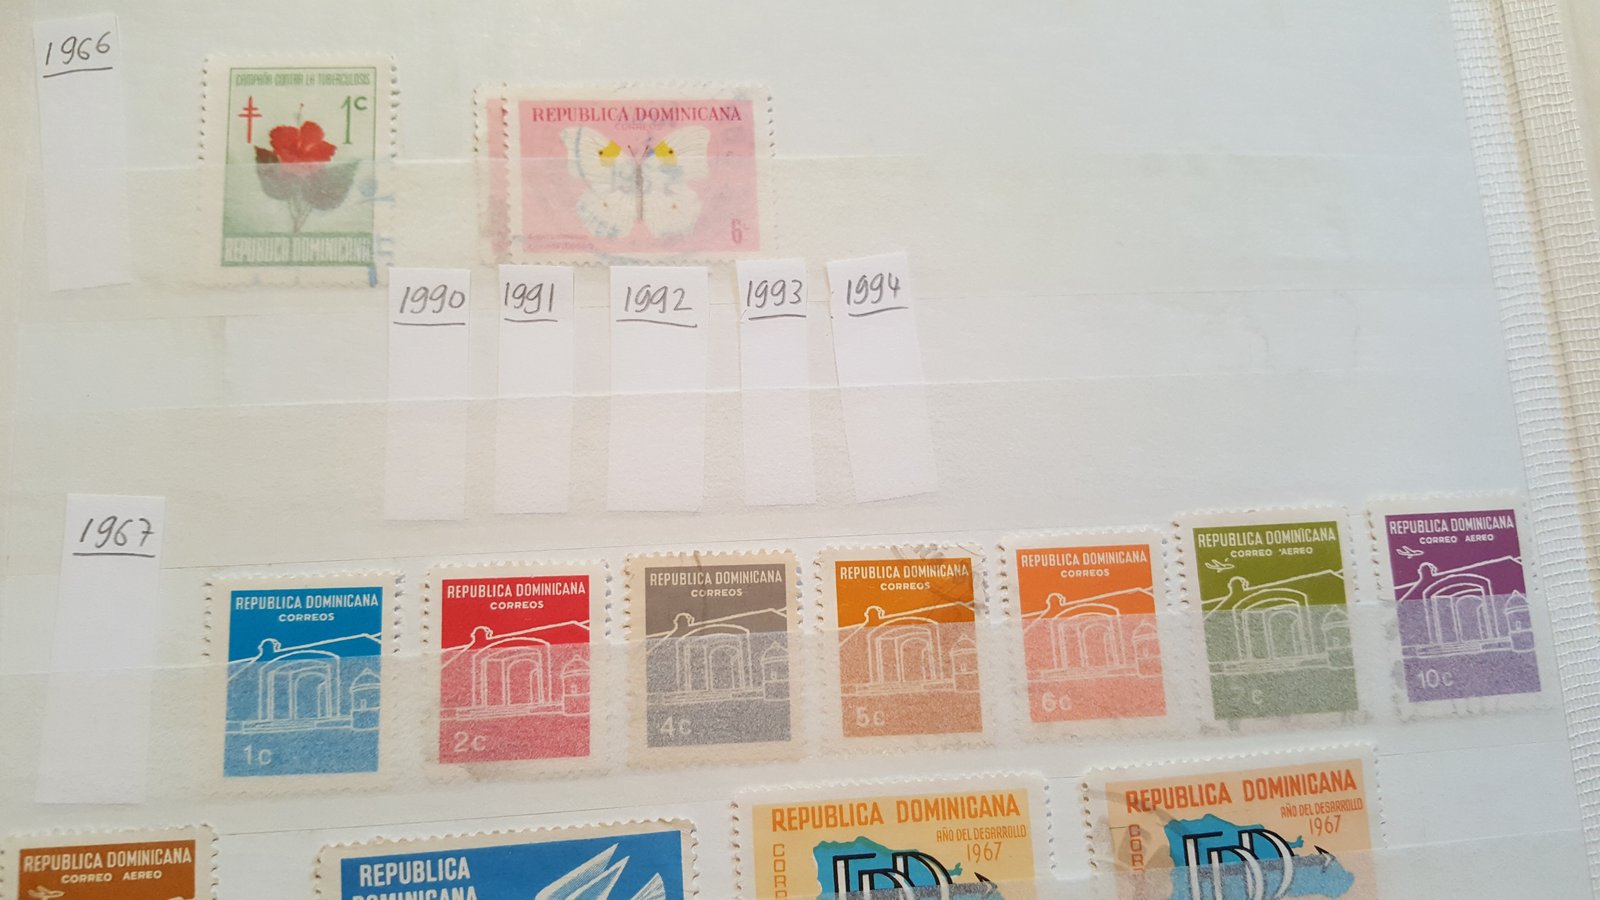 1966
CAMPAÑA CONTRA LA TUBERCULOSIS
1c
REPUBLICA DOMINICANA
REPUBLICA DOMINICANA
CORREOS
6c
1990
1991
1992
1993
1994
1967
REPUBLICA DOMINICANA
CORREOS
1c
REPUBLICA DOMINICANA
CORREOS
2c
REPUBLICA DOMINICANA
CORREOS
4c
REPUBLICA DOMINICANA
CORREOS
5c
REPUBLICA DOMINICANA
CORREOS
6c
REPUBLICA DOMINICANA
CORREO AEREO
7c
REPUBLICA DOMINICANA
CORREO AEREO
10c
REPUBLICA DOMINICANA
CORREO AEREO
REPUBLICA
DOMINICANA
REPUBLICA DOMINICANA
AÑO DEL DESARROLLO
1967
REPUBLICA DOMINICANA
AÑO DEL DESARROLLO
1967